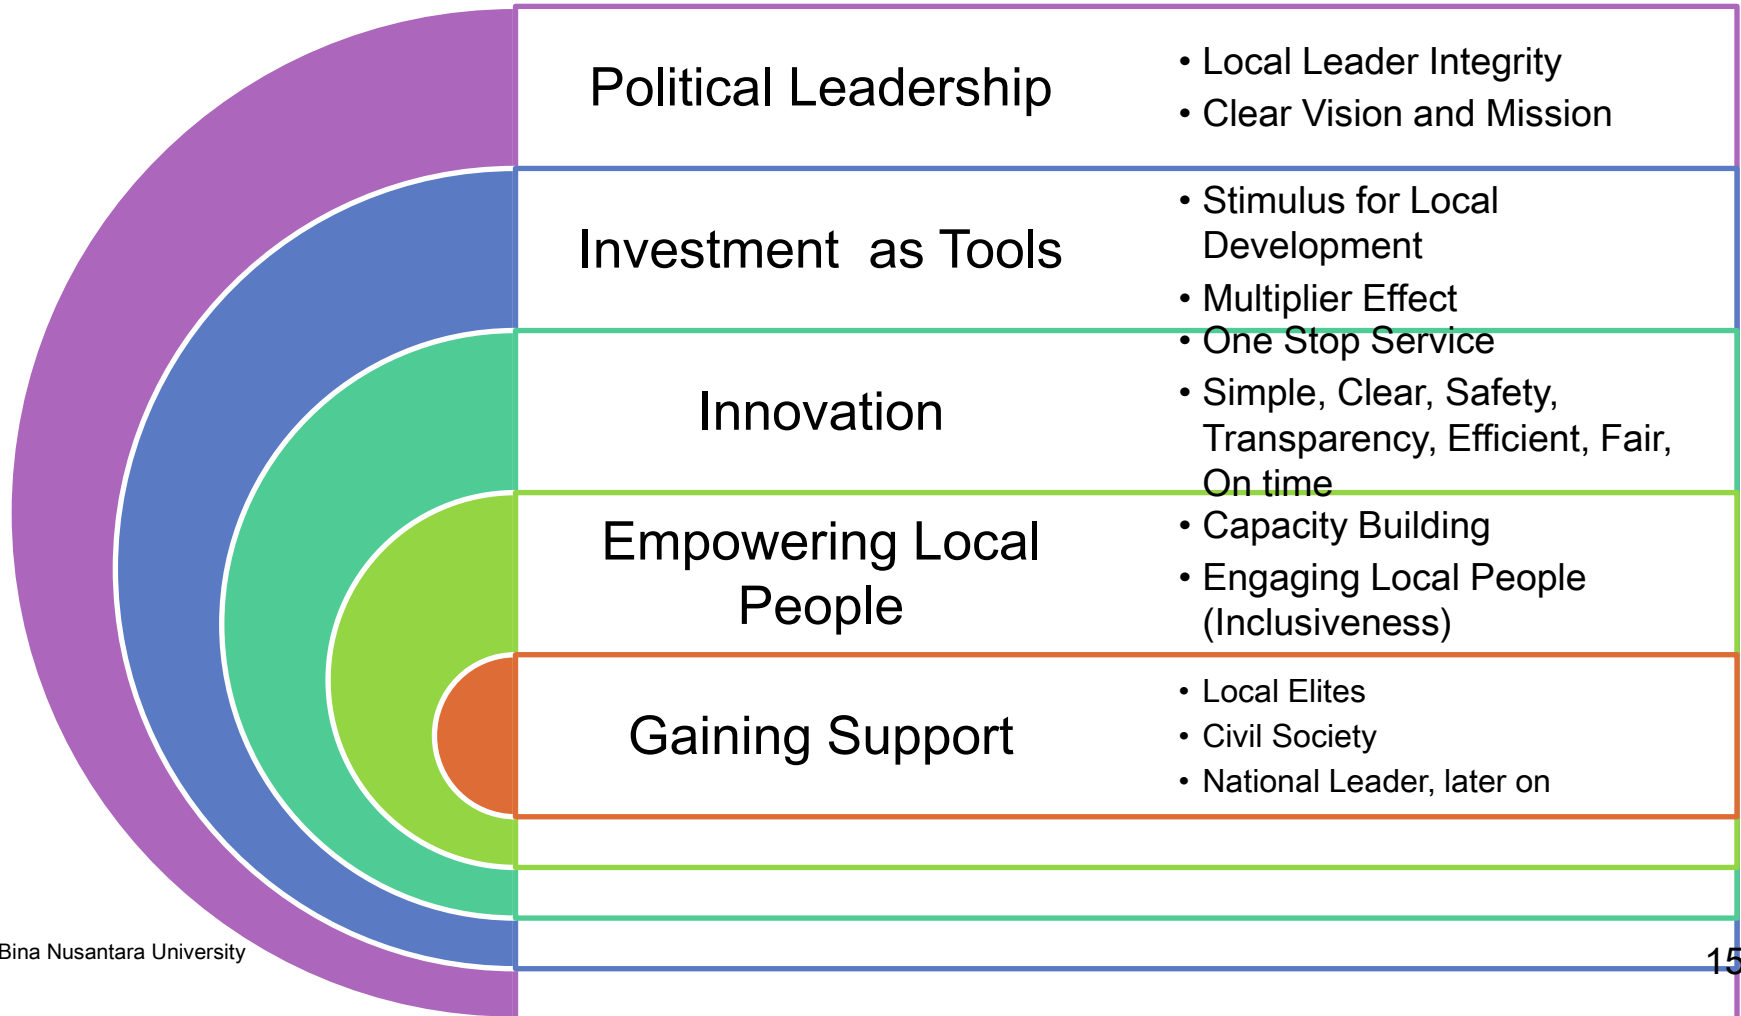 Political Leadership
• Local Leader Integrity
• Clear Vision and Mission
Investment  as Tools
• Stimulus for Local
Development
• Multiplier Effect
Innovation
• One Stop Service
• Simple, Clear, Safety,
Transparency, Efficient, Fair,
On time
Empowering Local
People
• Capacity Building
• Engaging Local People
(Inclusiveness)
Gaining Support
• Local Elites
• Civil Society
• National Leader, later on
Bina Nusantara University
15